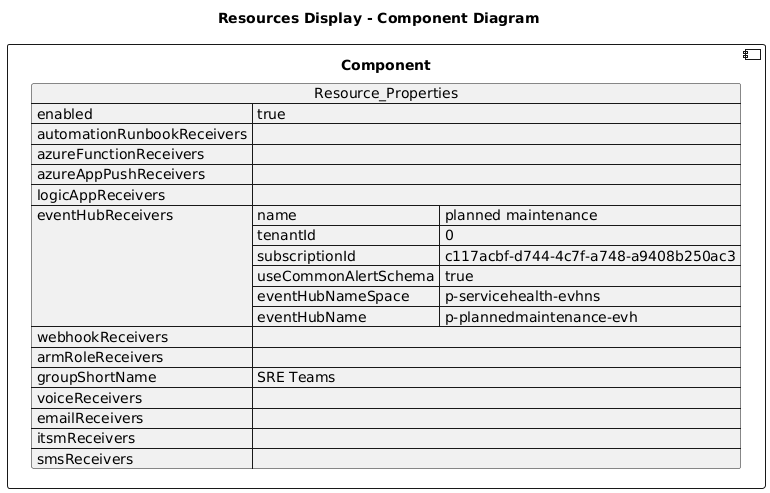 Resources Display - Component Diagram
Component
Resource_Properties
enabled true
automationRunbookReceivers
azureFunctionReceivers
azureAppPushReceivers
logicAppReceivers
eventHubReceivers name planned maintenance
tenantId 0
subscriptionId c117acbf-d744-4c7f-a748-a9408b250ac3
useCommonAlertSchema true
eventHubNameSpace p-servicehealth-evhns
eventHubName p-plannedmaintenance-evh
webhookReceivers
armRoleReceivers
groupShortName SRE Teams
voiceReceivers
emailReceivers
itsmReceivers
smsReceivers